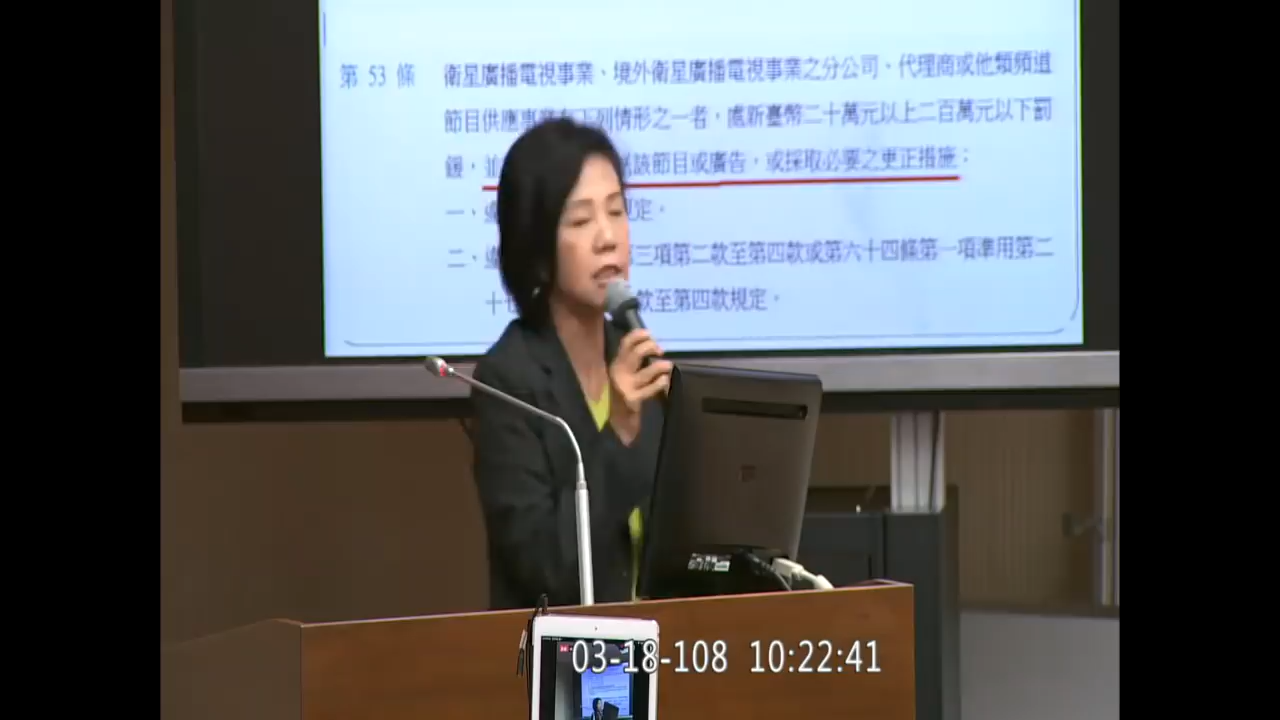 第 53 條 衛星廣播電視事業、境外衛星廣播電視事業之分公司、代理商或他類頻道
節目供應事業有下列情形之一者，處新臺幣二十萬元以上二百萬元以下罰
鍰，並 該節目或廣告，或採取必要之更正措施：
一、 規定。
二、 三項第二款至第四款或第六十四條第一項準用第二
十七 款至第四款規定。
03-18-108 10:22:41